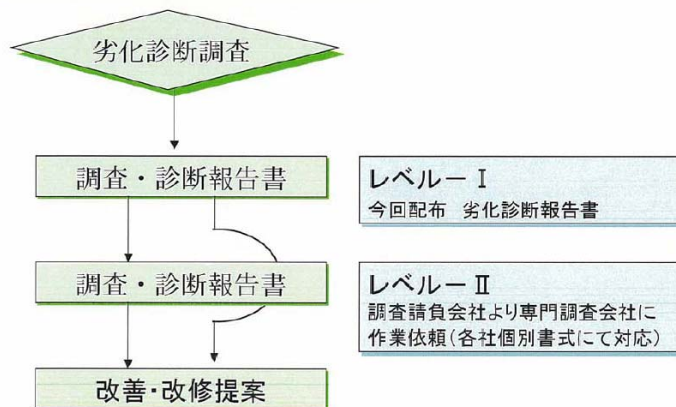 劣化診断調査
調査・診断報告書
レベルーⅠ
今回配布 劣化診断報告書
調査・診断報告書
レベルーⅡ
調査請負会社より専門調査会社に
作業依頼(各社個別書式にて対応)
改善・改修提案